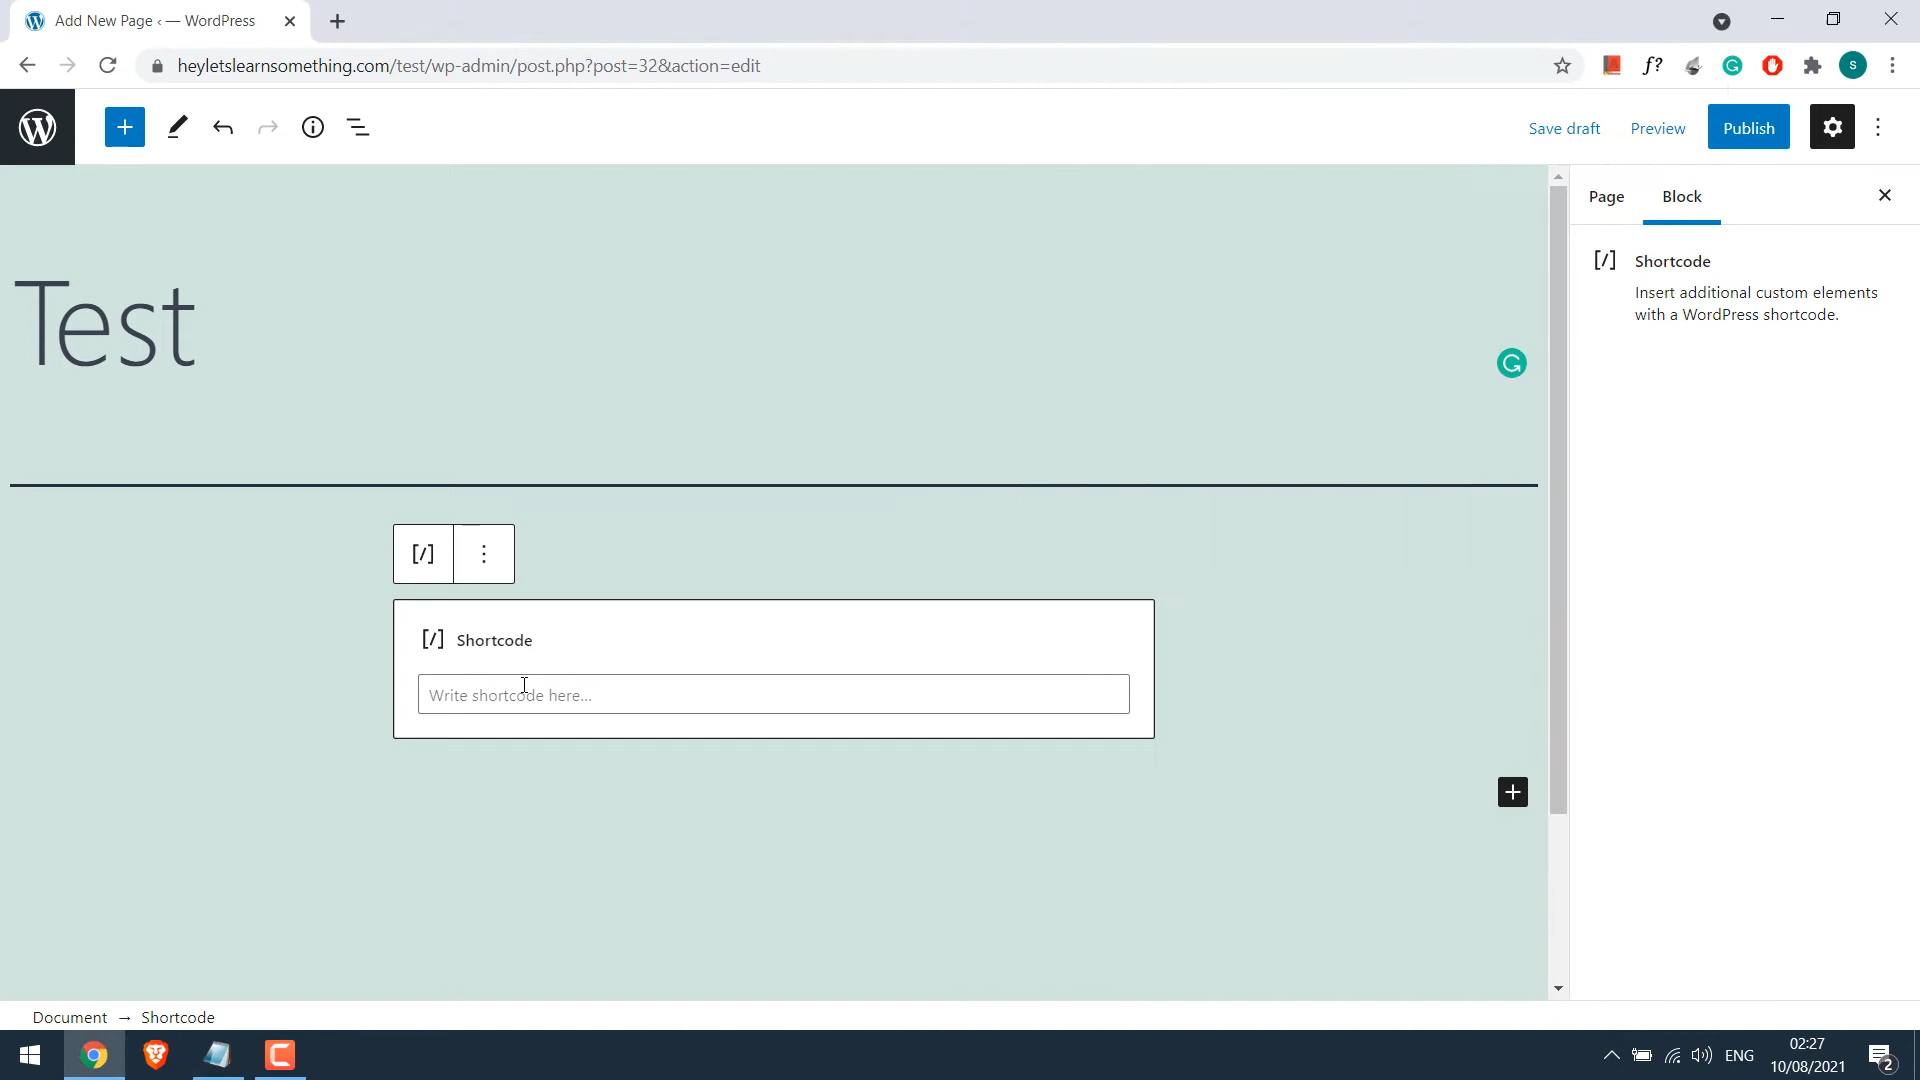 Add New Page ‹ — WordPress
heyletslearnsomething.com/test/wp-admin/post.php?post=32&action=edit
f?
S
Save draft
Preview
Publish
Page
Block
Shortcode
Insert additional custom elements
with a WordPress shortcode.
Test
[/]
[/] Shortcode
Write shortcode here...
Document → Shortcode
ENG
02:27
10/08/2021
2